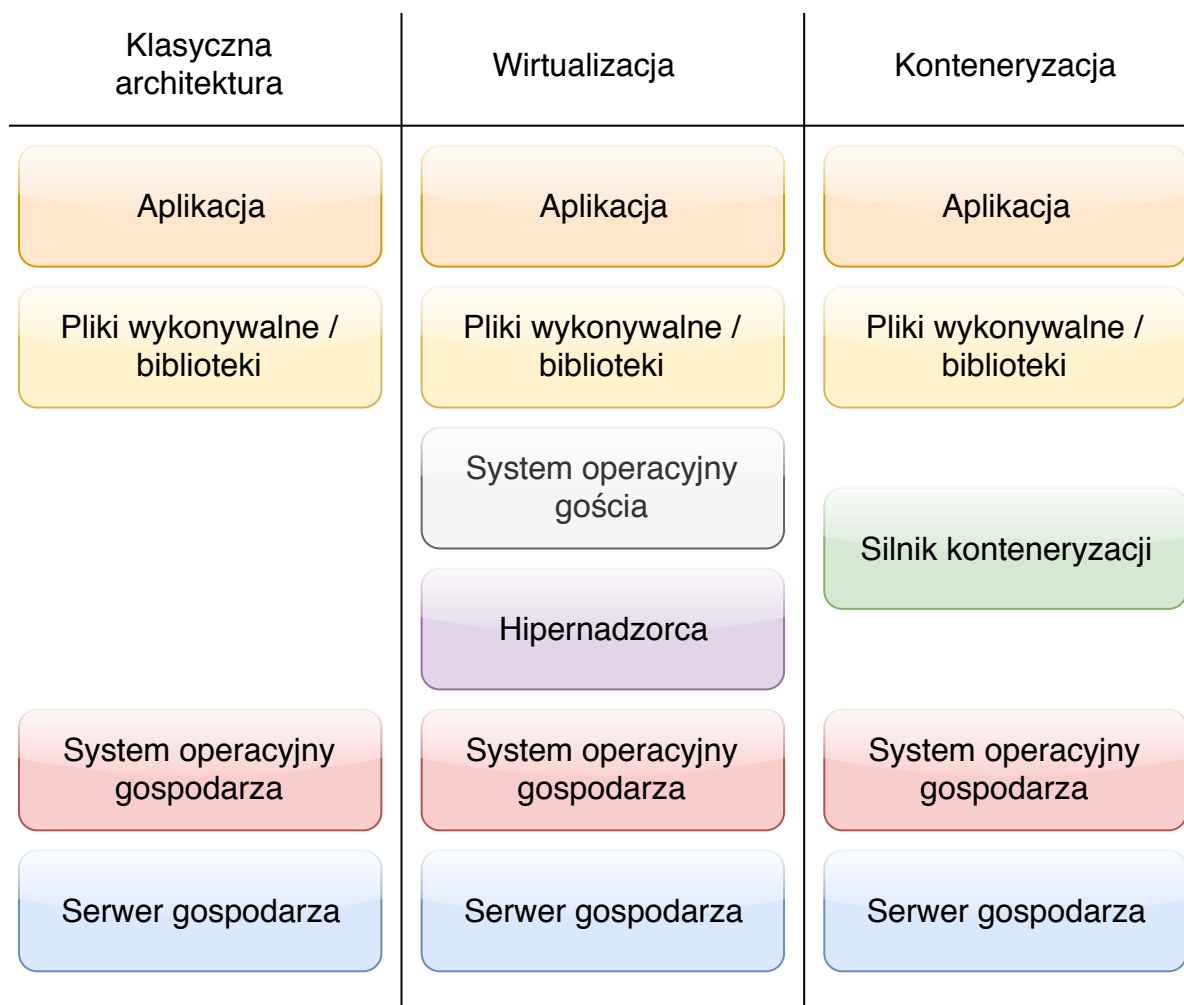 Klasyczna
architektura
Wirtualizacja
Konteneryzacja
Aplikacja
Aplikacja
Aplikacja
Pliki wykonywalne /
biblioteki
Pliki wykonywalne /
biblioteki
Pliki wykonywalne /
biblioteki
System operacyjny
gościa
Silnik konteneryzacji
Hipernadzorca
System operacyjny
gospodarza
System operacyjny
gospodarza
System operacyjny
gospodarza
Serwer gospodarza
Serwer gospodarza
Serwer gospodarza